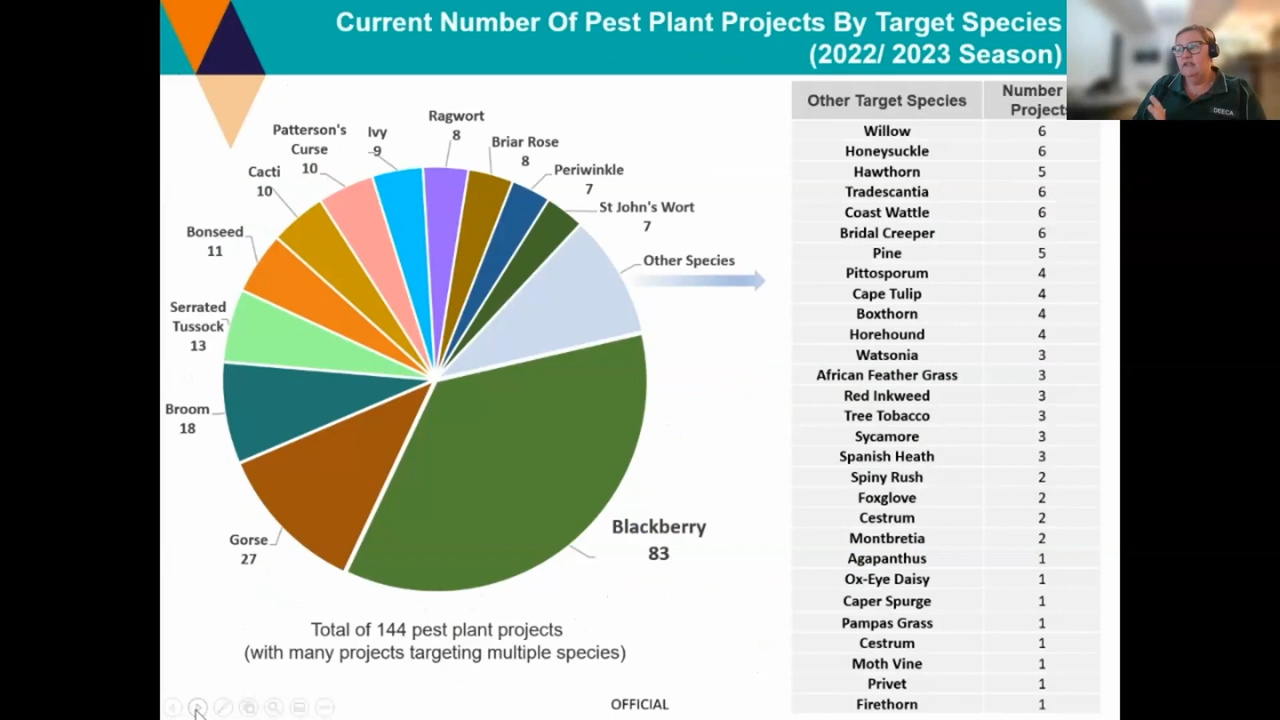 Current Number Of Pest Plant Projects By Target Species
(2022/ 2023 Season)
Ragwort
8
Patterson's
Curse
10
Ivy
9
Briar Rose
8
Cacti
10
Periwinkle
7
St John's Wort
7
Bonseed
11
Other Species
Serrated
Tussock
13
Broom
18
Gorse
27
Blackberry
83
Total of 144 pest plant projects
(with many projects targeting multiple species)
OFFICIAL
Other Target Species Number
Projects
Willow 6
Honeysuckle 6
Hawthorn 5
Tradescantia 6
Coast Wattle 6
Bridal Creeper 6
Pine 5
Pittosporum 4
Cape Tulip 4
Boxthorn 4
Horehound 4
Watsonia 3
African Feather Grass 3
Red Inkweed 3
Tree Tobacco 3
Sycamore 3
Spanish Heath 3
Spiny Rush 2
Foxglove 2
Cestrum 2
Montbretia 2
Agapanthus 1
Ox-Eye Daisy 1
Caper Spurge 1
Pampas Grass 1
Cestrum 1
Moth Vine 1
Privet 1
Firethorn 1
DEECA